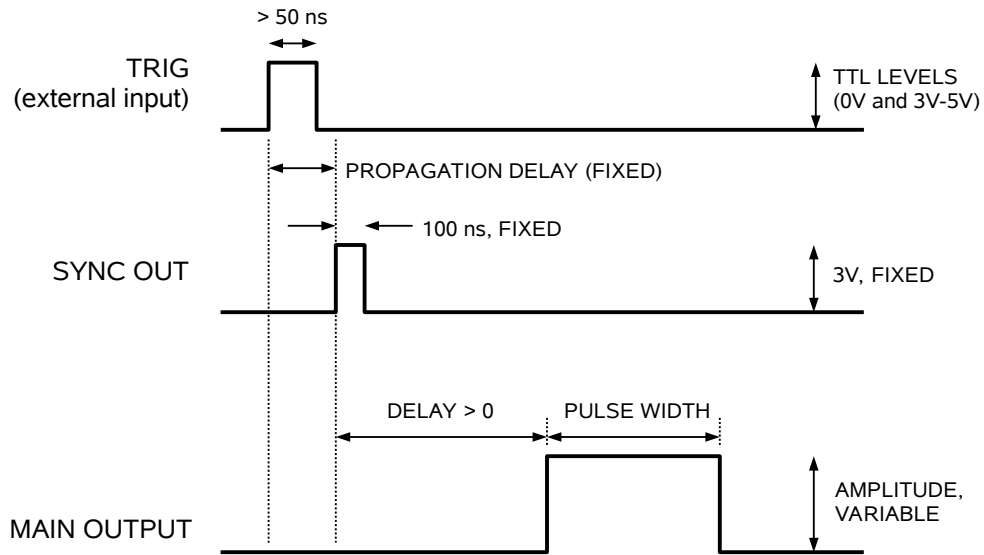 > 50 ns
TRIG
(external input)
TTL LEVELS
(0V and 3V-5V)
PROPAGATION DELAY (FIXED)
100 ns, FIXED
SYNC OUT
3V, FIXED
DELAY > 0
PULSE WIDTH
MAIN OUTPUT
AMPLITUDE,
VARIABLE